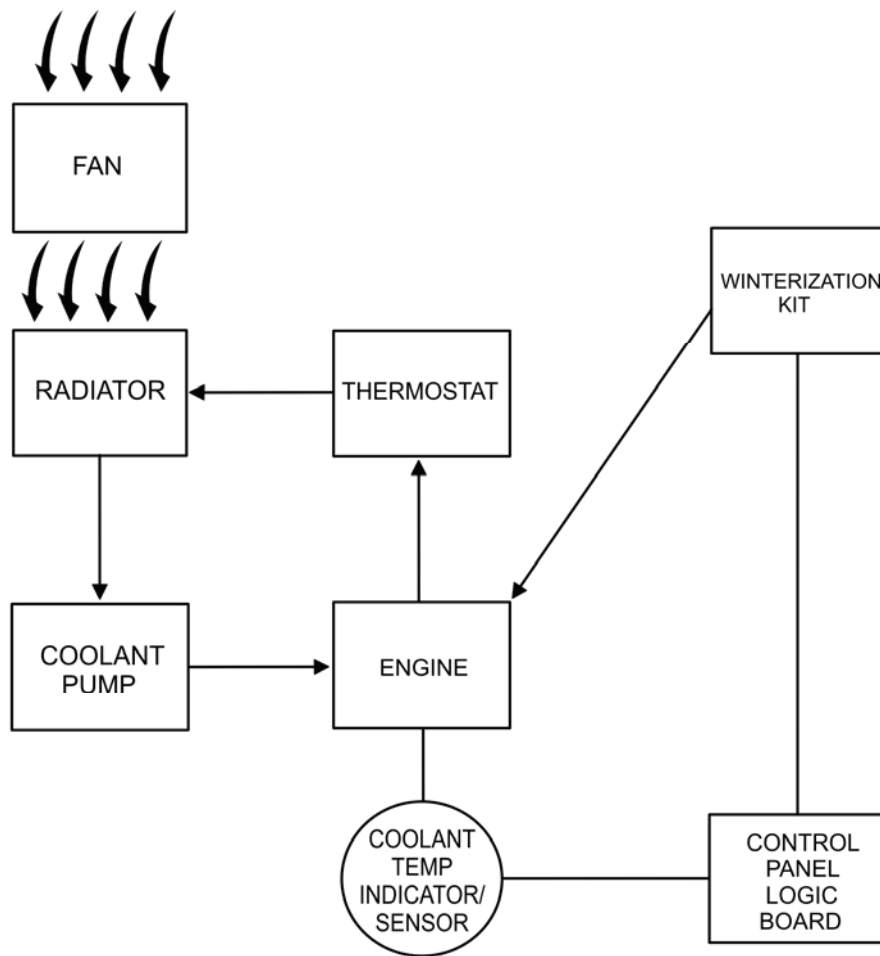 FAN
WINTERIZATION
KIT
RADIATOR
THERMOSTAT
COOLANT
PUMP
ENGINE
COOLANT
TEMP
INDICATOR/
SENSOR
CONTROL
PANEL
LOGIC
BOARD